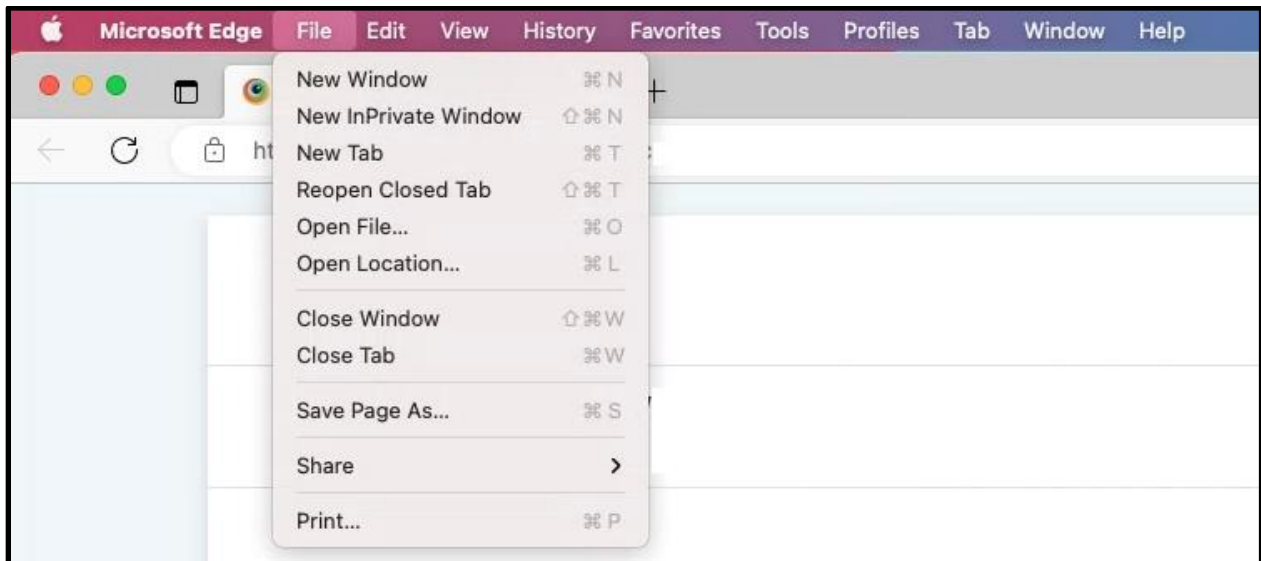 Microsoft Edge File Edit View History Favorites Tools Profiles Tab Window Help
New Window ⌘ N
New InPrivate Window ⇧ ⌘ N
ht
New Tab ⌘ T
Reopen Closed Tab ⇧ ⌘ T
Open File... ⌘ O
Open Location... ⌘ L
Close Window ⇧ ⌘ W
Close Tab ⌘ W
Save Page As... ⌘ S
Share >
Print... ⌘ P